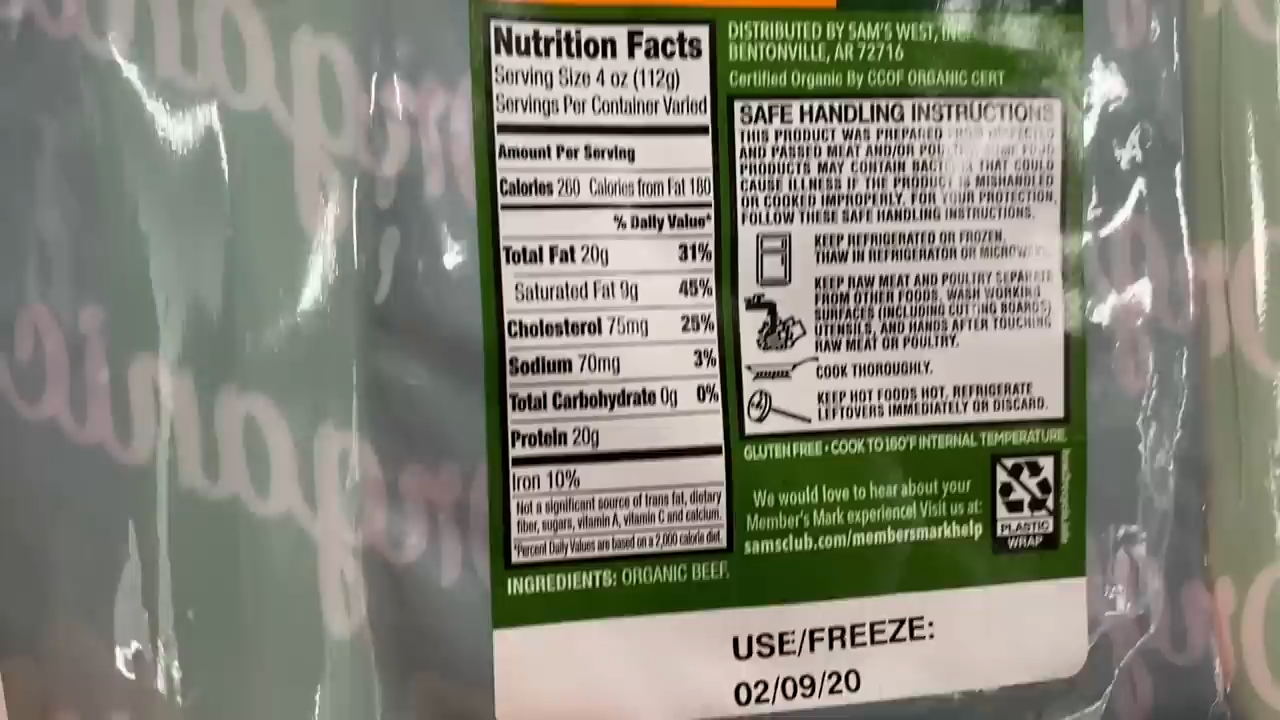 Nutrition Facts
Serving Size 4 oz (112g)
Servings Per Container Varied
Amount Per Serving
Calories 260 Calories from Fat 180
% Daily Value*
Total Fat 20g 31%
Saturated Fat 9g 45%
Cholesterol 75mg 25%
Sodium 70mg 3%
Total Carbohydrate 0g 0%
Protein 20g
Iron 10%
Not a significant source of trans fat, dietary
fiber, sugars, vitamin A, vitamin C and calcium.
*Percent Daily Values are based on a 2,000 calorie diet.
INGREDIENTS: ORGANIC BEEF.
DISTRIBUTED BY SAM'S WEST,
BENTONVILLE, AR 72716
Certified Organic By CCOF ORGANIC CERT
SAFE HANDLING INSTRUCTIONS
THIS PRODUCT WAS PREPARED FROM INSPECTED
AND PASSED MEAT AND/OR
PRODUCTS MAY CONTAIN THAT COULD
CAUSE ILLNESS IF THE PRODUCT IS MISHANDLED
OR COOKED IMPROPERLY. FOR YOUR PROTECTION,
FOLLOW THESE SAFE HANDLING INSTRUCTIONS.
KEEP REFRIGERATED OR FROZEN.
THAW IN REFRIGERATOR OR
KEEP RAW MEAT AND POULTRY SEPARATE
FROM OTHER FOODS. WASH WORKING
SURFACES (INCLUDING CUTTING BOARDS)
UTENSILS, AND HANDS AFTER TOUCHING
RAW MEAT OR POULTRY.
COOK THOROUGHLY.
KEEP HOT FOODS HOT. REFRIGERATE
LEFTOVERS IMMEDIATELY OR DISCARD.
GLUTEN FREE • COOK TO 160°F INTERNAL TEMPERATURE.
We would love to hear about your
Member's Mark experience! Visit us at:
samsclub.com/membersmarkhelp
PLASTIC
WRAP
USE/FREEZE:
02/09/20
organic
organic